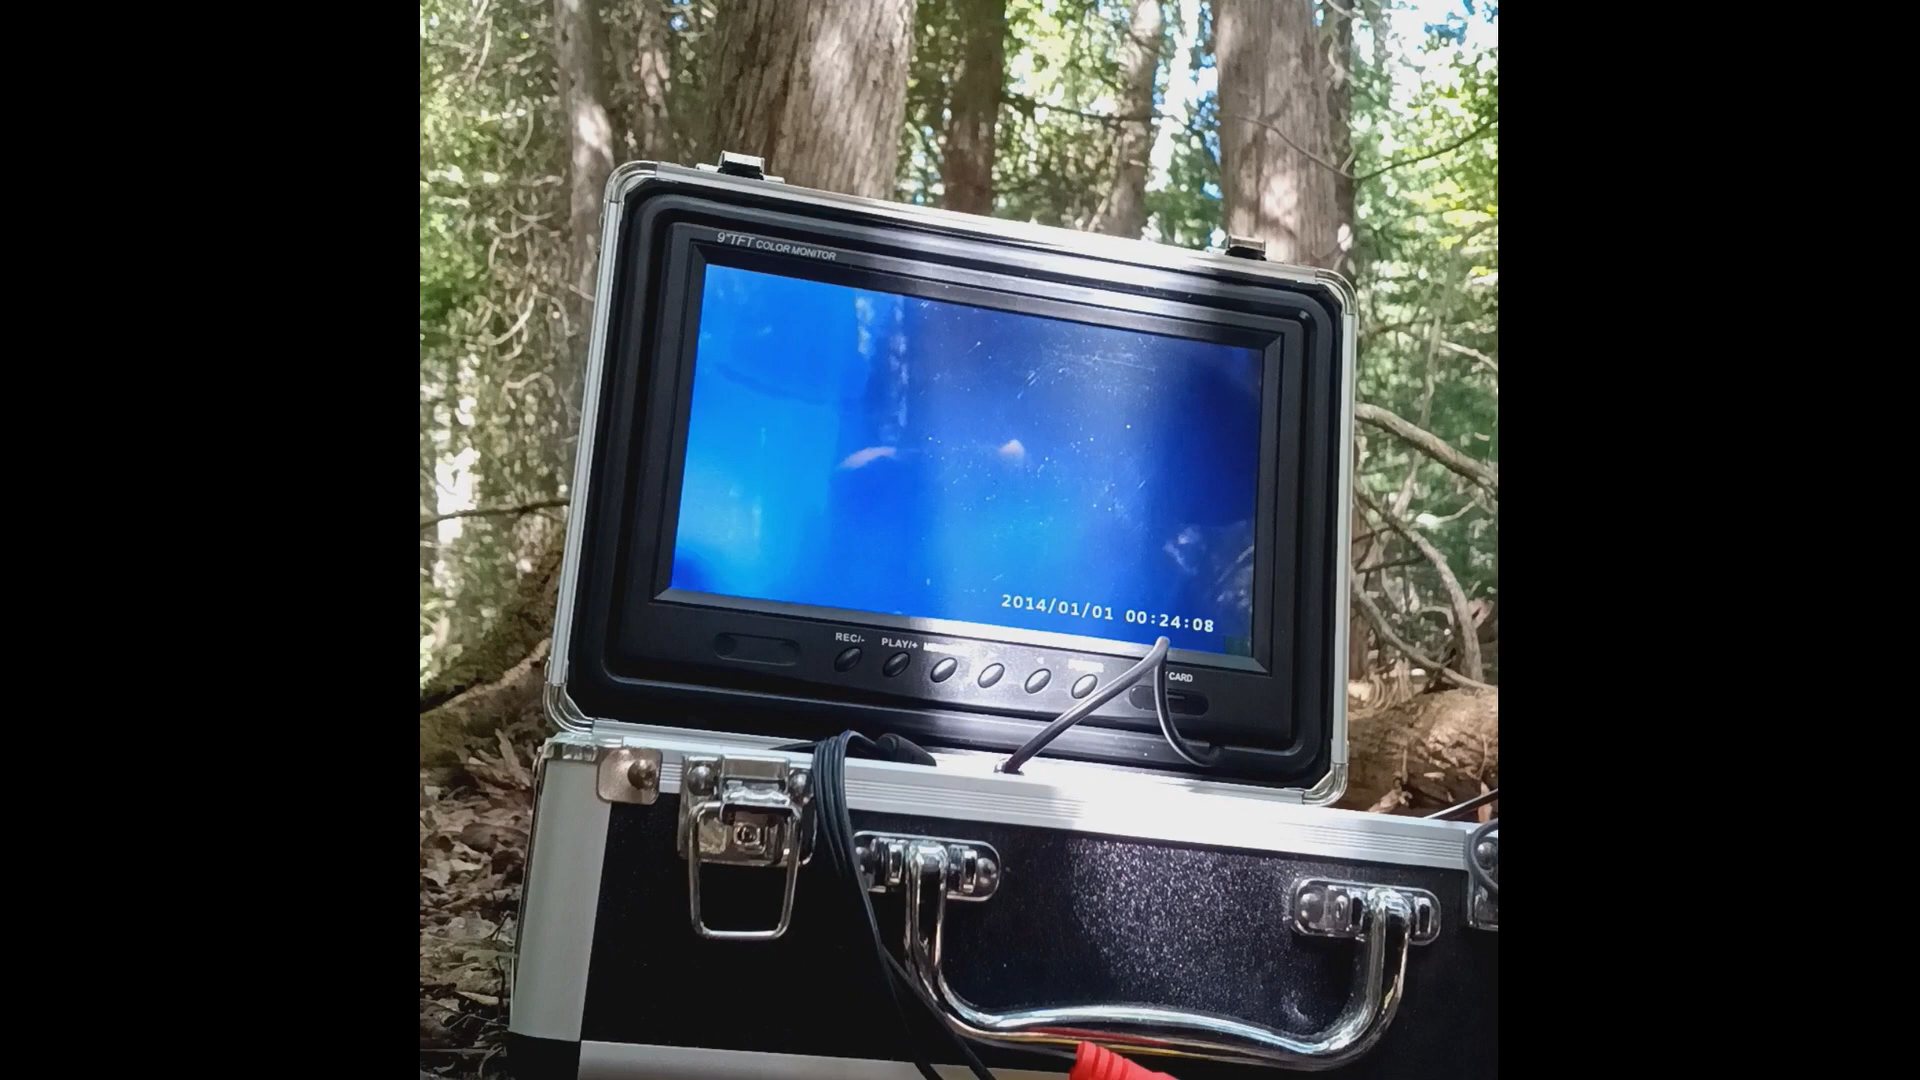 9"TFT COLOR MONITOR
2014/01/01 00:24:08
REC/- PLAY/+
CARD